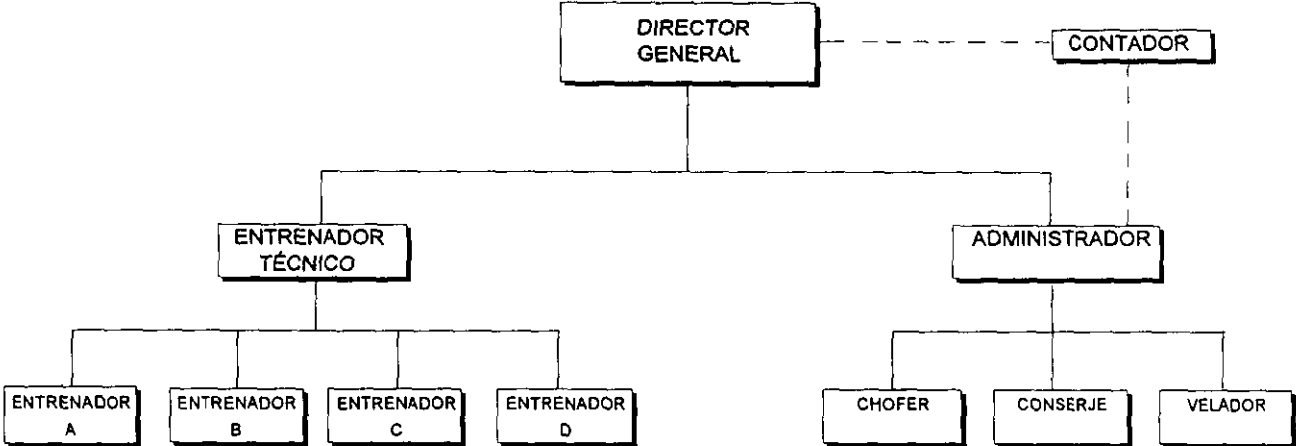 DIRECTOR
GENERAL
CONTADOR
ENTRENADOR
TÉCNICO
ADMINISTRADOR
ENTRENADOR
A
ENTRENADOR
B
ENTRENADOR
C
ENTRENADOR
D
CHOFER
CONSERJE
VELADOR